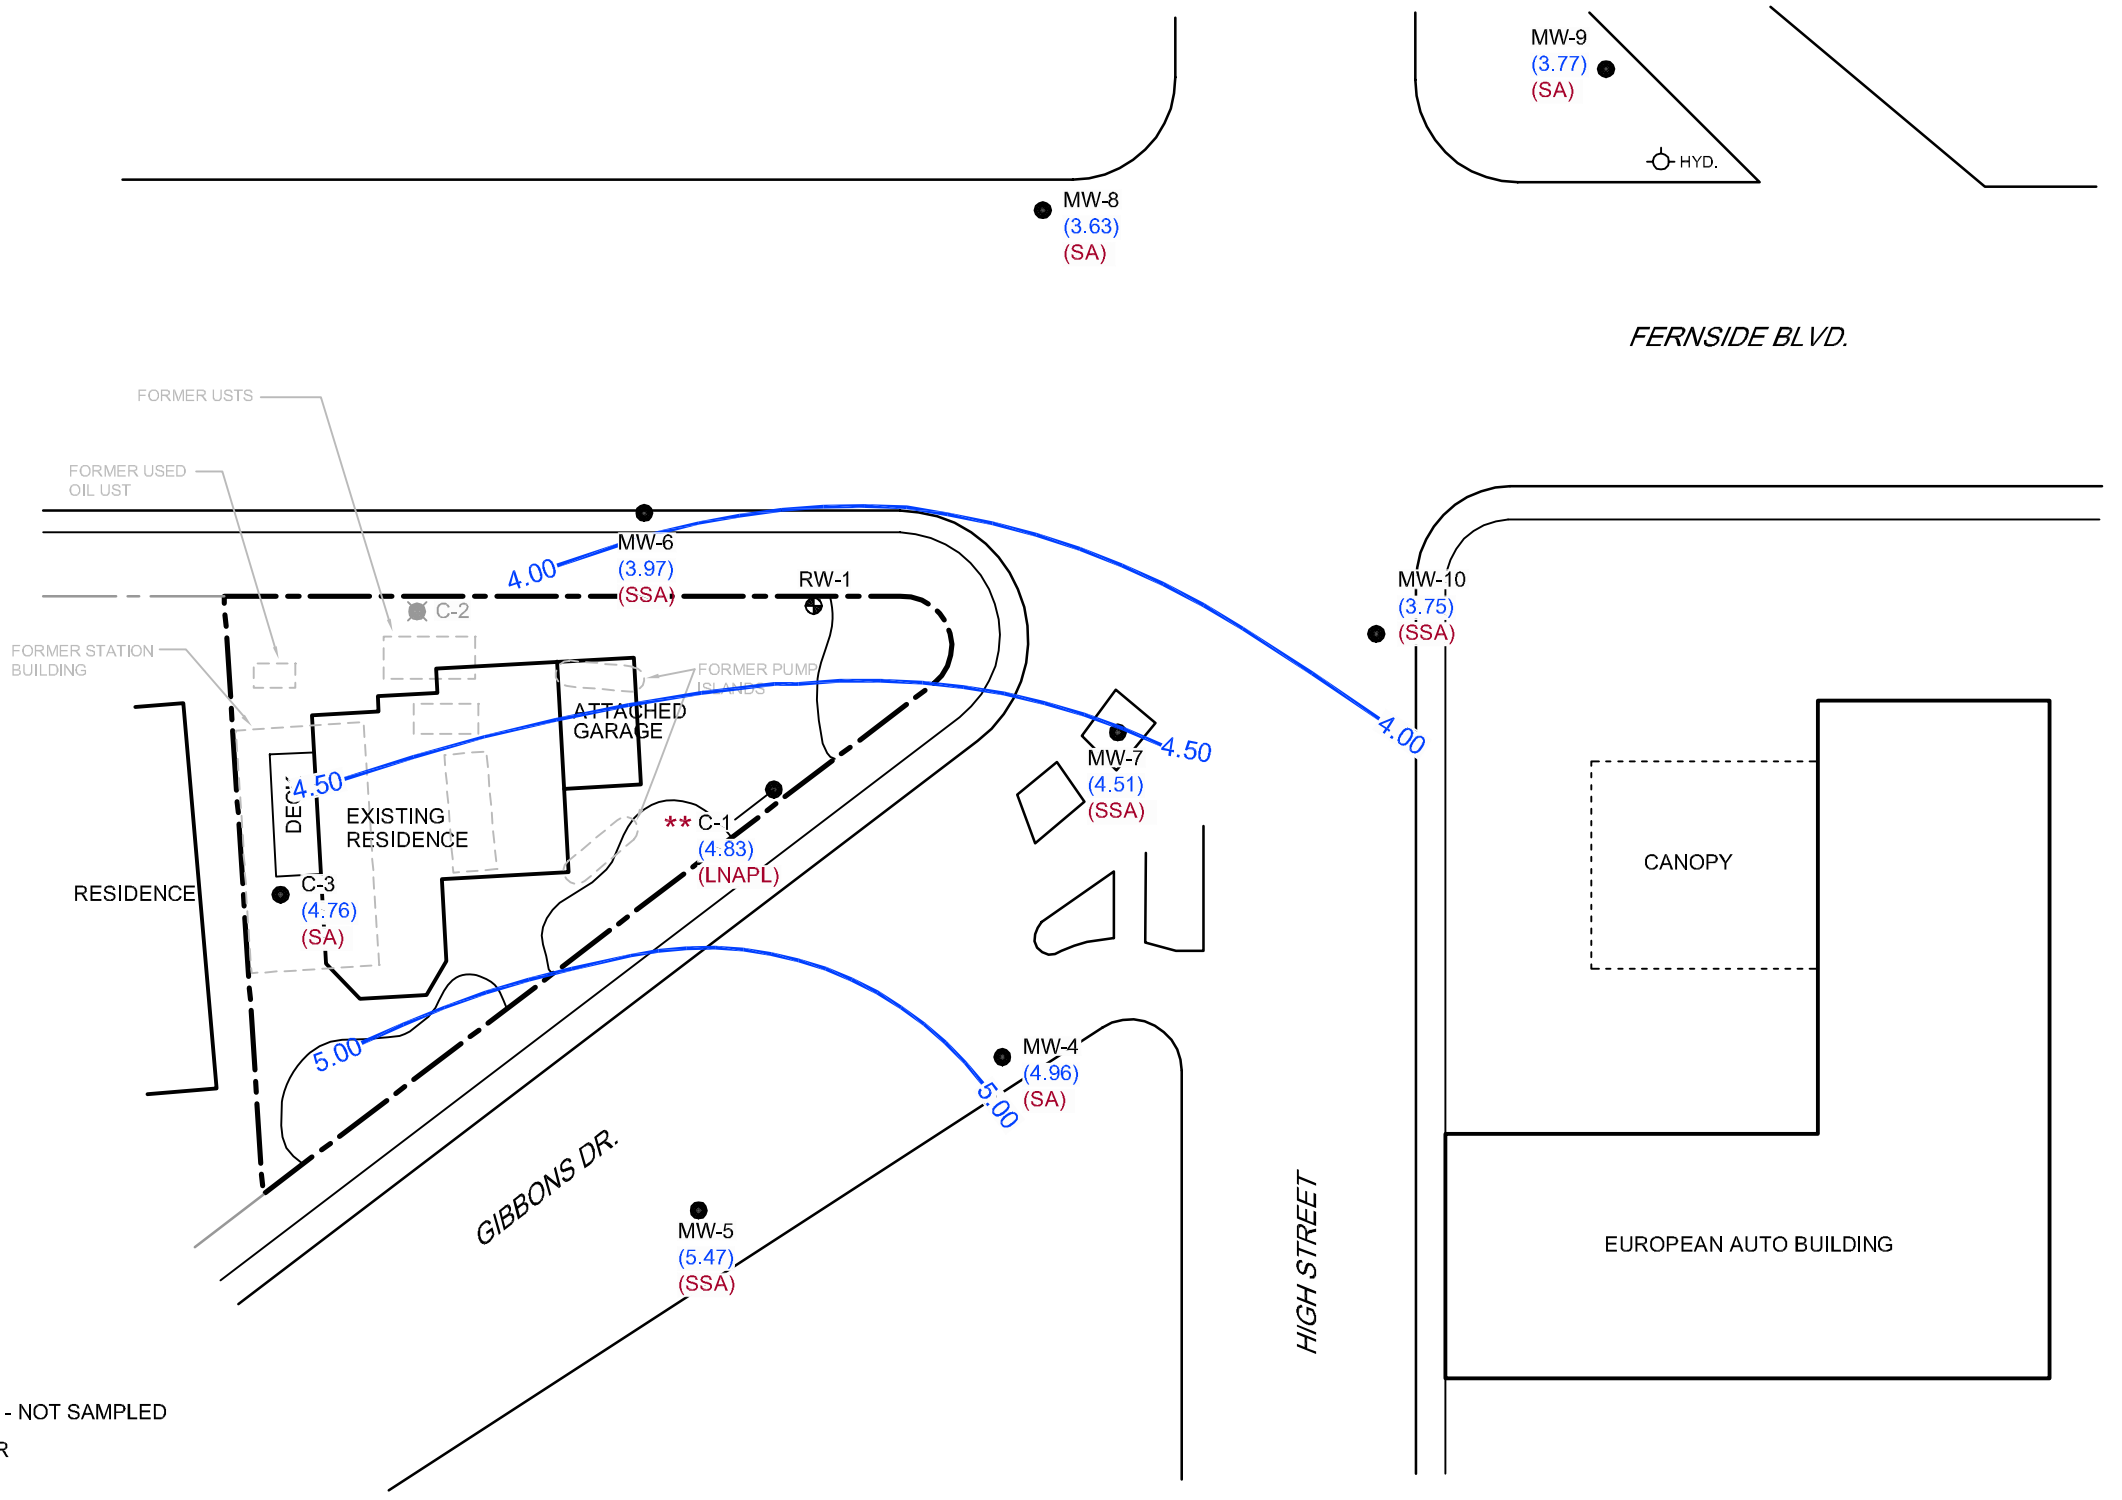 MW-9
(3.77)
(SA)
HYD.
MW-8
(3.63)
(SA)
FERNSIDE BLVD.
FORMER USTS
FORMER USED
OIL UST
MW-6
(3.97)
(SSA)
4.00
RW-1
C-2
MW-10
(3.75)
(SSA)
FORMER STATION
BUILDING
FORMER PUMP
ISLANDS
ATTACHED
GARAGE
4.00
4.50
MW-7
(4.51)
(SSA)
4.50
DECK
EXISTING
RESIDENCE
** C-1
(4.83)
(LNAPL)
CANOPY
RESIDENCE
C-3
(4.76)
(SA)
5.00
MW-4
(4.96)
(SA)
5.00
GIBBONS DR.
MW-5
(5.47)
(SSA)
HIGH STREET
EUROPEAN AUTO BUILDING
- NOT SAMPLED
R